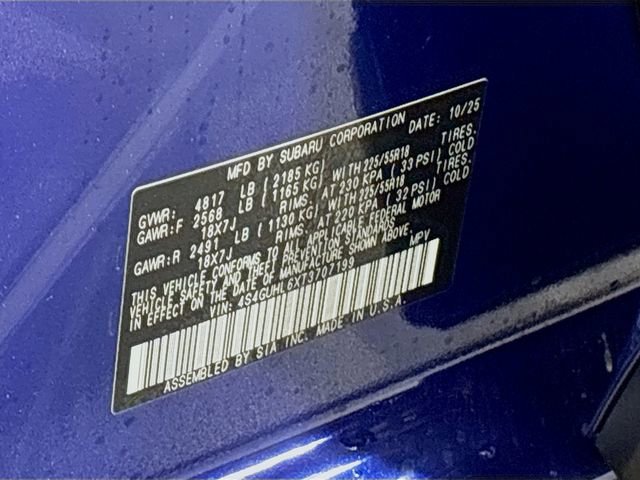 MFD BY SUBARU CORPORATION DATE: 10/25
GVWR: 4817 LB ( 2185 KG)
GAWR:F 2568 LB ( 1165 KG) WITH 225/55R18 TIRES.
18X7J RIMS, AT 230 KPA ( 33 PSI) COLD
GAWR:R 2491 LB ( 1130 KG) WITH 225/55R18 TIRES.
18X7J RIMS, AT 220 KPA ( 32 PSI) COLD
THIS VEHICLE CONFORMS TO ALL APPLICABLE FEDERAL MOTOR
VEHICLE SAFETY AND THEFT PREVENTION STANDARDS
IN EFFECT ON THE DATE OF MANUFACTURE SHOWN ABOVE.
VIN: 4S4GUHL6XT3707199 MPV
ASSEMBLED BY SIA INC. MADE IN U.S.A.